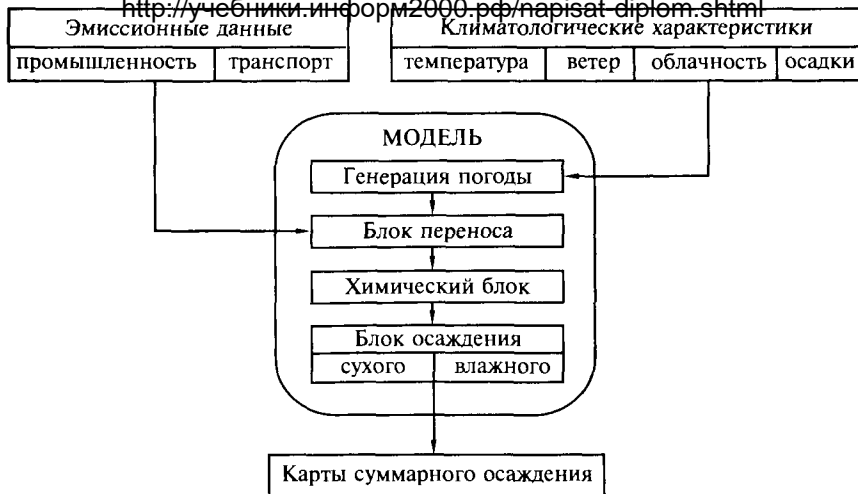 http://учебники.информ2000.рф/napisat-diplom.shtml
Эмиссионные данные
промышленность транспорт
Климатологические характеристики
температура ветер облачность осадки
МОДЕЛЬ
Генерация погоды
Блок переноса
Химический блок
Блок осаждения
сухого влажного
Карты суммарного осаждения